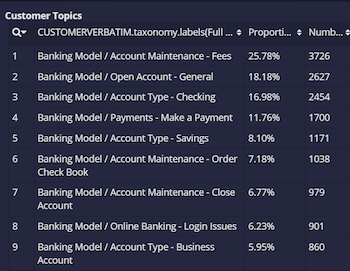 Customer Topics
CUSTOMERVERBATIM.taxonomy.labels(Full ... Proporti... Numb...
1 Banking Model / Account Maintenance - Fees 25.78% 3726
2 Banking Model / Open Account - General 18.18% 2627
3 Banking Model / Account Type - Checking 16.98% 2454
4 Banking Model / Payments - Make a Payment 11.76% 1700
5 Banking Model / Account Type - Savings 8.10% 1171
6 Banking Model / Account Maintenance - Order 7.18% 1038
Check Book
7 Banking Model / Account Maintenance - Close 6.77% 979
Account
8 Banking Model / Online Banking - Login Issues 6.23% 901
9 Banking Model / Account Type - Business 5.95% 860
Account